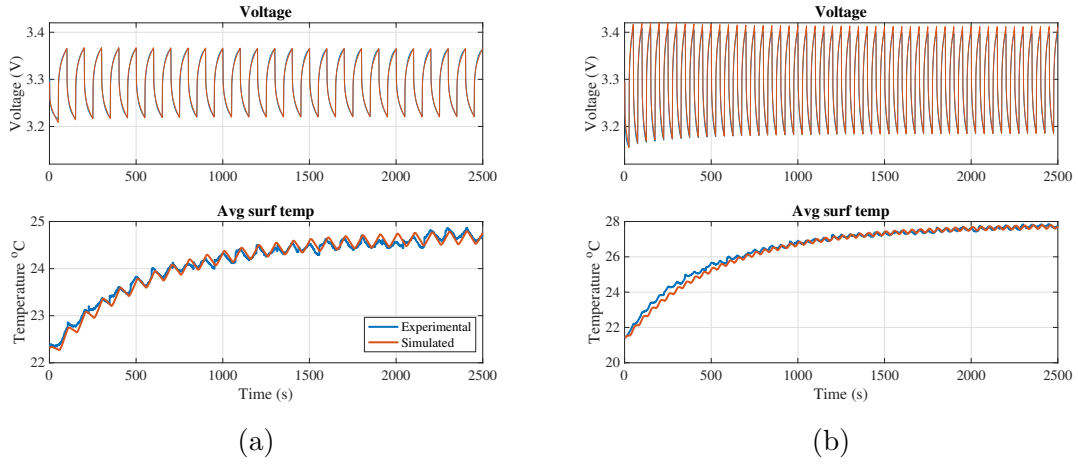 Voltage
3.4
3.3
3.2
Voltage (V)
0 500 1000 1500 2000 2500
Avg surf temp
25
24
23
22
Temperature °C
Experimental
Simulated
0 500 1000 1500 2000 2500
Time (s)
(a)
Voltage
3.4
3.3
3.2
Voltage (V)
0 500 1000 1500 2000 2500
Avg surf temp
28
26
24
22
20
Temperature °C
0 500 1000 1500 2000 2500
Time (s)
(b)